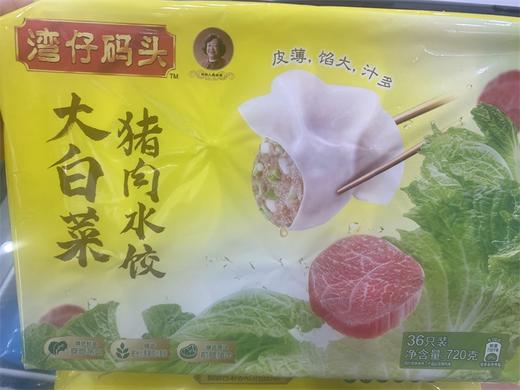 湾仔码头
TM
皮薄, 馅大, 汁多
大白菜
猪肉水饺
36只装
净含量:720克